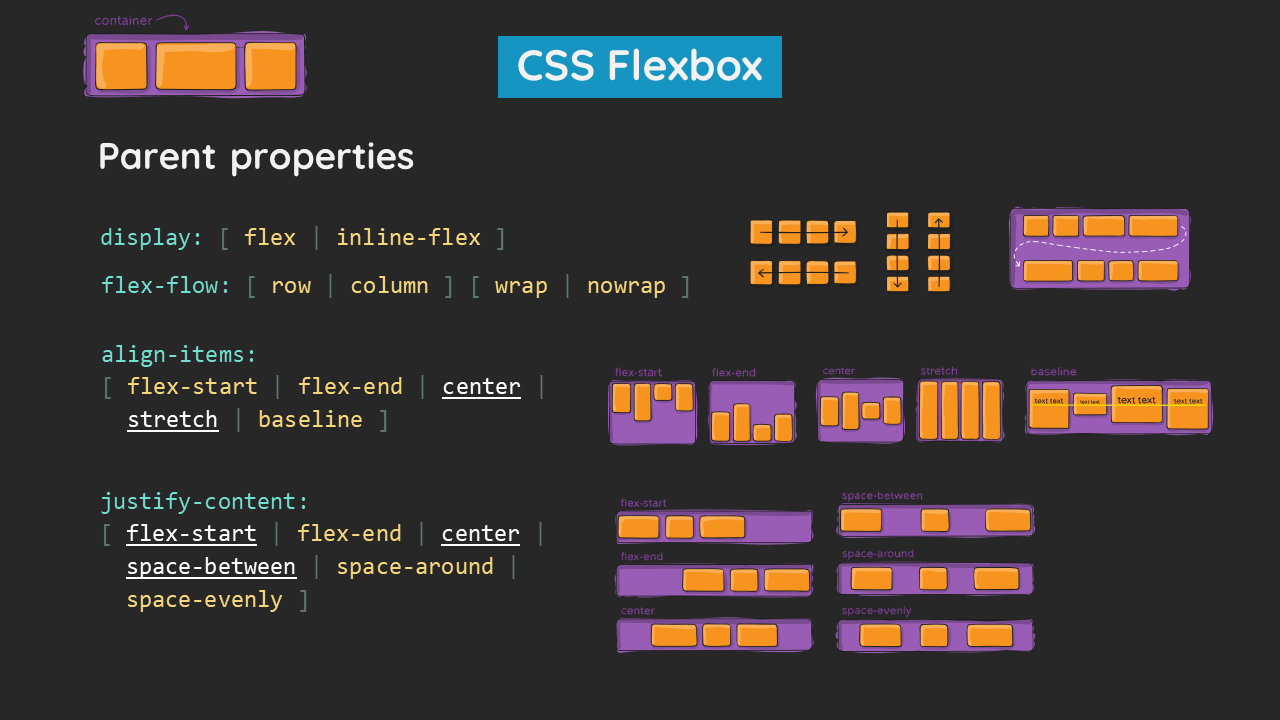 container
CSS Flexbox
Parent properties
display: [ flex | inline-flex ]
flex-flow: [ row | column ] [ wrap | nowrap ]
align-items:
[ flex-start | flex-end | center |
stretch | baseline ]
flex-start
flex-end
center
stretch
baseline
text text
text text
text text
text text
justify-content:
[ flex-start | flex-end | center |
space-between | space-around |
space-evenly ]
flex-start
space-between
flex-end
space-around
center
space-evenly